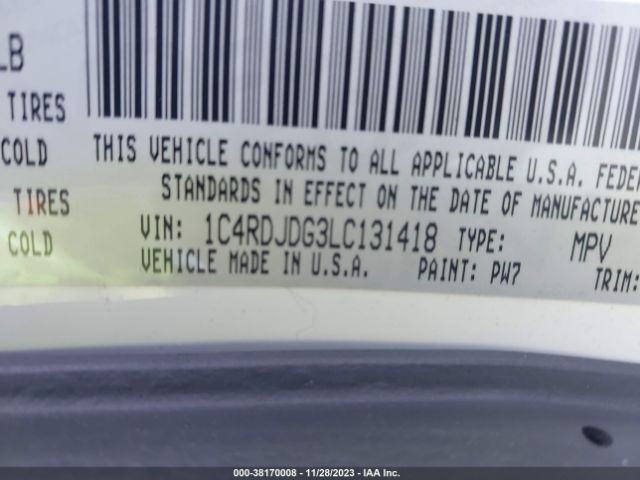 LB
TIRES
COLD
TIRES
COLD
THIS VEHICLE CONFORMS TO ALL APPLICABLE U.S.A. FEDE
STANDARDS IN EFFECT ON THE DATE OF MANUFACTURE
VIN: 1C4RDJDG3LC131418 TYPE: MPV
VEHICLE MADE IN U.S.A. PAINT: PW7 TRIM:
000-38170008 | 11/28/2023 | IAA Inc.